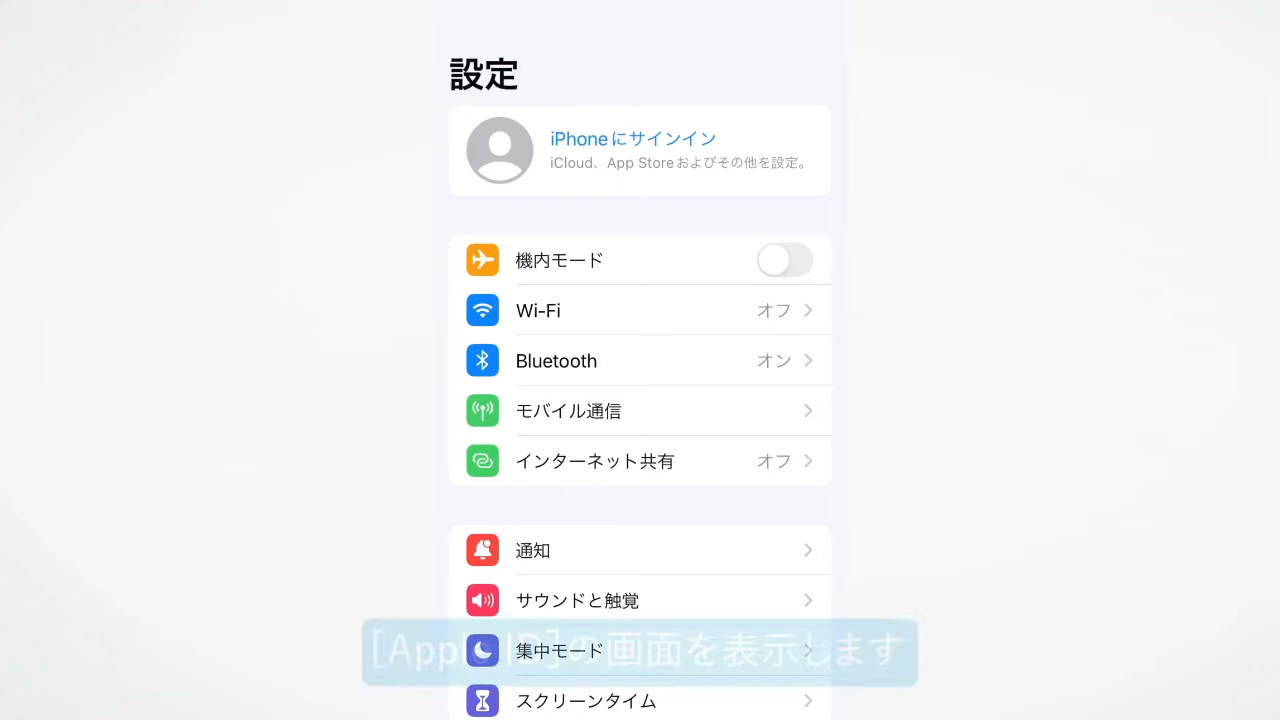 設定
iPhoneにサインイン
iCloud、App Storeおよびその他を設定。
機内モード
Wi-Fi オフ
Bluetooth オン
モバイル通信
インターネット共有 オフ
通知
サウンドと触覚
集中モード
[Apple ID]の画面を表示します
スクリーンタイム